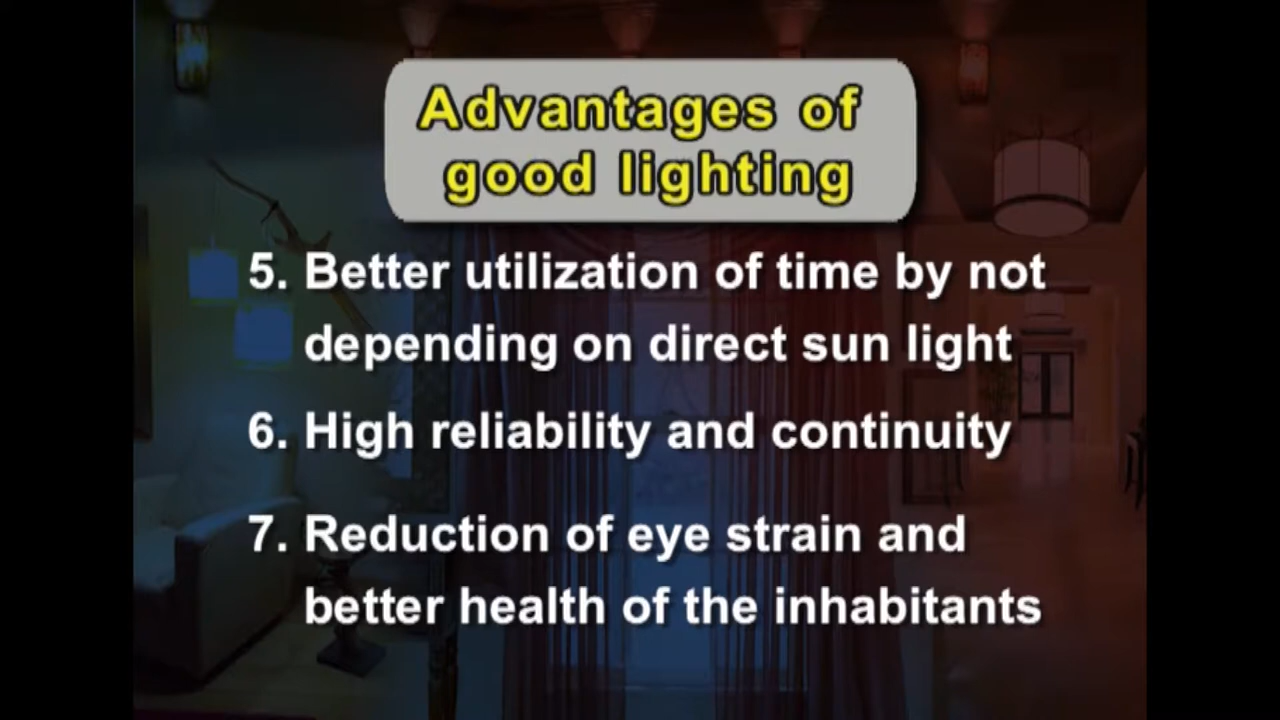 Advantages of
good lighting
5. Better utilization of time by not
depending on direct sun light
6. High reliability and continuity
7. Reduction of eye strain and
better health of the inhabitants